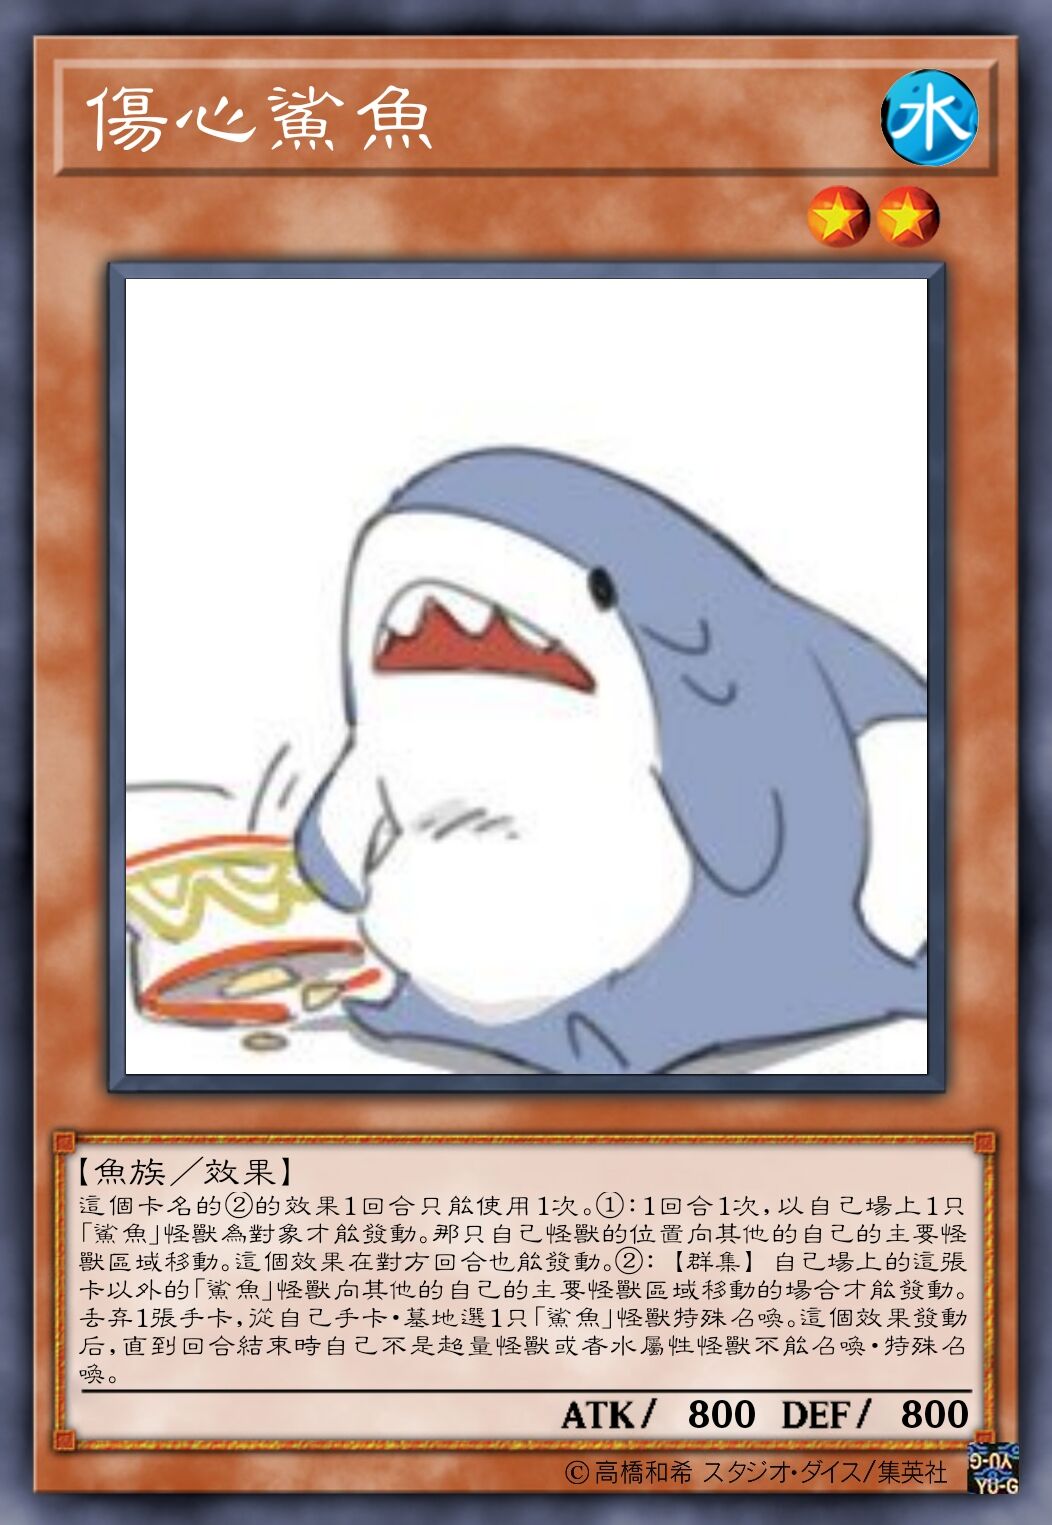 傷心鯊魚
水
【魚族／效果】
這個卡名的②的效果1回合只能使用1次。①：1回合1次，以自己場上1只
「鯊魚」怪獸為對象才能發動。那只自己怪獸的位置向其他的自己的主要怪
獸區域移動。這個效果在對方回合也能發動。②：【群集】 自己場上的這張
卡以外的「鯊魚」怪獸向其他的自己的主要怪獸區域移動的場合才能發動。
丟弃1張手卡，從自己手卡・墓地選1只「鯊魚」怪獸特殊召喚。這個效果發動
后，直到回合結束時自己不是超量怪獸或者水屬性怪獸不能召喚・特殊召
喚。
ATK/ 800 DEF/ 800
©高橋和希 スタジオ・ダイス/集英社